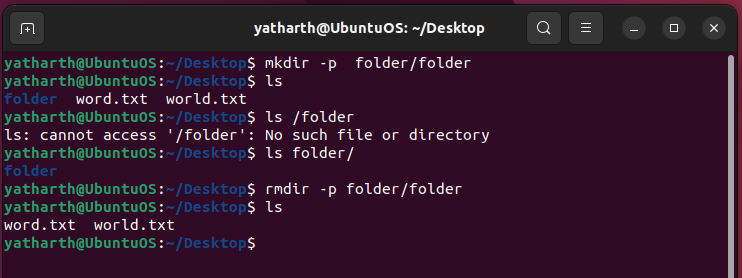 yatharth@UbuntuOS: ~/Desktop
yatharth@UbuntuOS:~/Desktop$ mkdir -p  folder/folder
yatharth@UbuntuOS:~/Desktop$ ls
folder  word.txt  world.txt
yatharth@UbuntuOS:~/Desktop$ ls /folder
ls: cannot access '/folder': No such file or directory
yatharth@UbuntuOS:~/Desktop$ ls folder/
folder
yatharth@UbuntuOS:~/Desktop$ rmdir -p folder/folder
yatharth@UbuntuOS:~/Desktop$ ls
word.txt  world.txt
yatharth@UbuntuOS:~/Desktop$